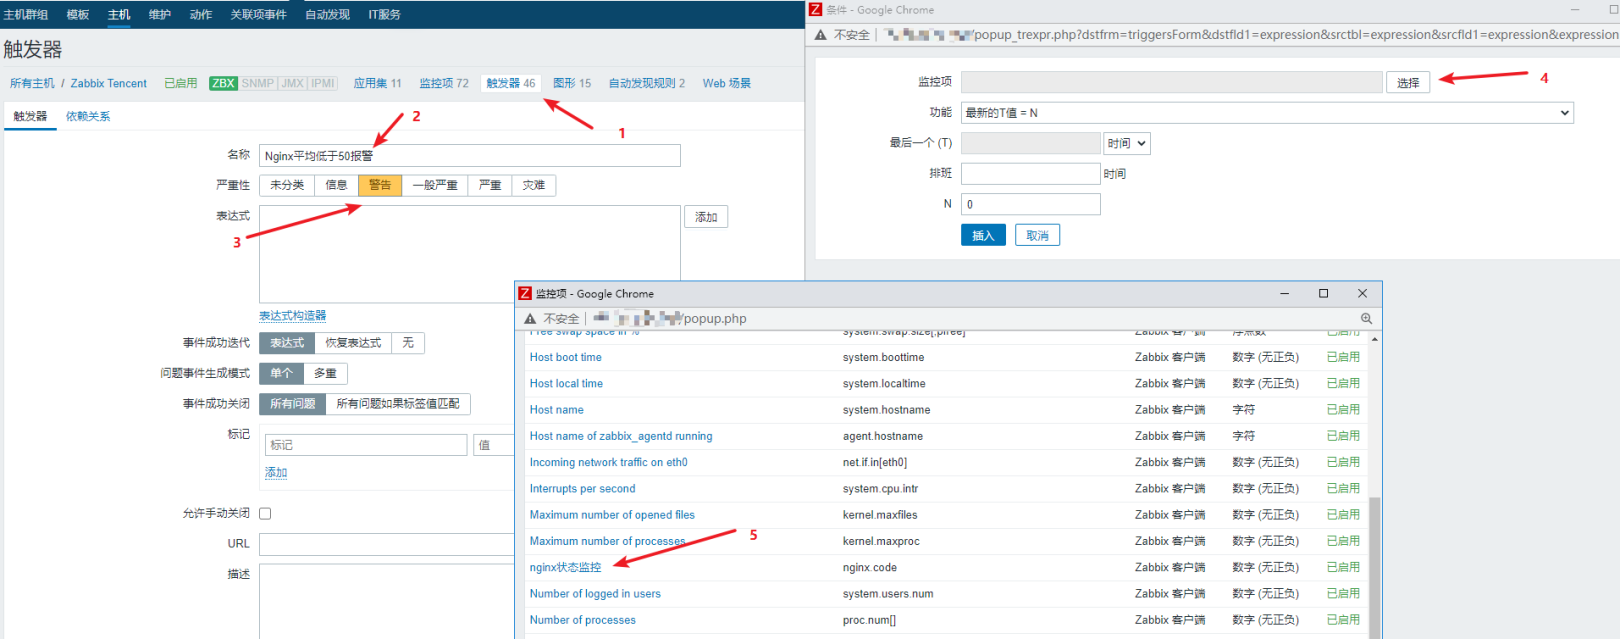 主机群组 模板 主机 维护 动作 关联项事件 自动发现 IT服务
触发器
所有主机 / Zabbix Tencent 已启用 ZBX SNMP JMX IPMI 应用集 11 监控项 72 触发器 46 图形 15 自动发现规则 2 Web 场景
1
触发器 依赖关系
2
名称 Nginx平均低于50报警
严重性 未分类 信息 警告 一般严重 严重 灾难
表达式 添加
3
表达式构造器
事件成功迭代 表达式 恢复表达式 无
问题事件生成模式 单个 多重
事件成功关闭 所有问题 所有问题如果标签值匹配
标记 标记 值
添加
允许手动关闭
URL
描述
条件 - Google Chrome
不安全 /popup_trexpr.php?dstfrm=triggersForm&dstfld1=expression&srctbl=expression&srcfld1=expression&expression
监控项 选择 4
功能 最新的T值 = N
最后一个 (T) 时间
排班 时间
N 0
插入 取消
监控项 - Google Chrome
不安全 /popup.php
Free swap space in % system.swap.size[,pfree] Zabbix 客户端 浮点数 已启用
Host boot time system.boottime Zabbix 客户端 数字 (无正负) 已启用
Host local time system.localtime Zabbix 客户端 数字 (无正负) 已启用
Host name system.hostname Zabbix 客户端 字符 已启用
Host name of zabbix_agentd running agent.hostname Zabbix 客户端 字符 已启用
Incoming network traffic on eth0 net.if.in[eth0] Zabbix 客户端 数字 (无正负) 已启用
Interrupts per second system.cpu.intr Zabbix 客户端 数字 (无正负) 已启用
Maximum number of opened files kernel.maxfiles Zabbix 客户端 数字 (无正负) 已启用
Maximum number of processes kernel.maxproc Zabbix 客户端 数字 (无正负) 已启用
5
nginx状态监控 nginx.code Zabbix 客户端 数字 (无正负) 已启用
Number of logged in users system.users.num Zabbix 客户端 数字 (无正负) 已启用
Number of processes proc.num[] Zabbix 客户端 数字 (无正负) 已启用